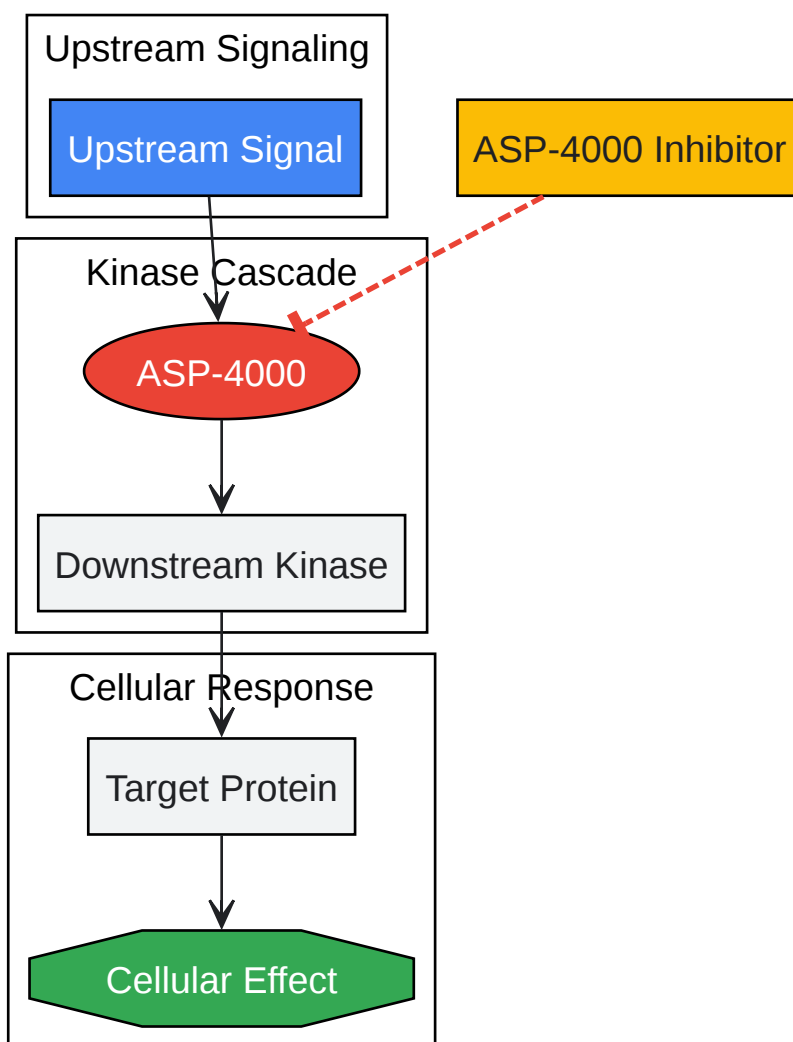 Upstream Signaling
Upstream Signal
ASP-4000 Inhibitor
Kinase Cascade
ASP-4000
Downstream Kinase
Cellular Response
Target Protein
Cellular Effect